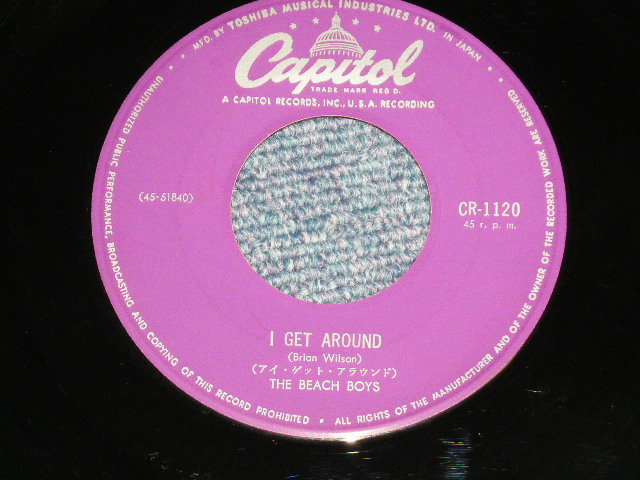 MFD. BY TOSHIBA MUSICAL INDUSTRIES LTD. IN JAPAN
Capitol
TRADE MARK REG'D.
A CAPITOL RECORDS, INC., U.S.A. RECORDING
(45-51840)
CR-1120
45 r. p. m.
I GET AROUND
(Brian Wilson)
(アイ・ゲット・アラウンド)
THE BEACH BOYS
UNAUTHORIZED PUBLIC PERFORMANCE, BROADCASTING AND COPYING OF THIS RECORD PROHIBITED • ALL RIGHTS OF THE MANUFACTURER AND OF THE OWNER OF THE RECORDED WORK ARE RESERVED